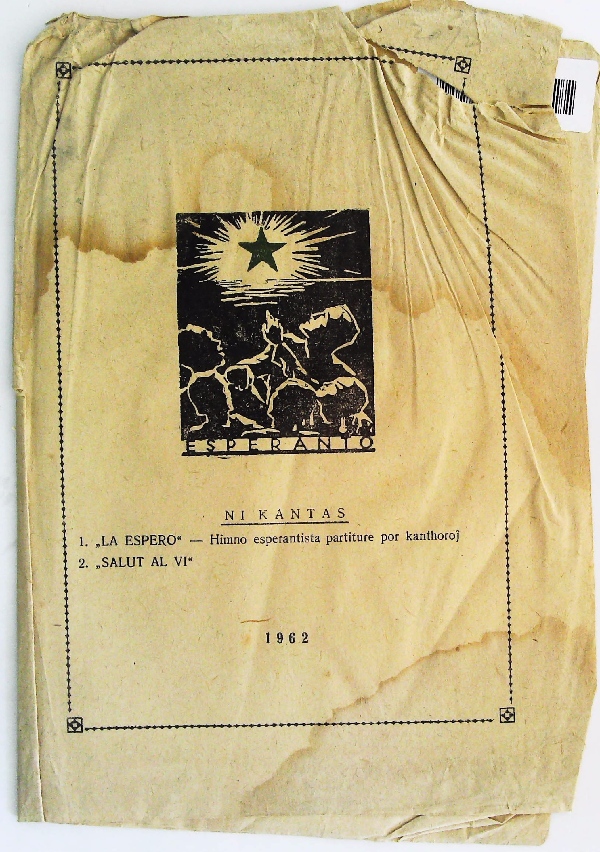 ESPERANTO
NI KANTAS
1. „LA ESPERO“ — Himno esperantista partiture por kanthoroj
2. „SALUT AL VI“
1962